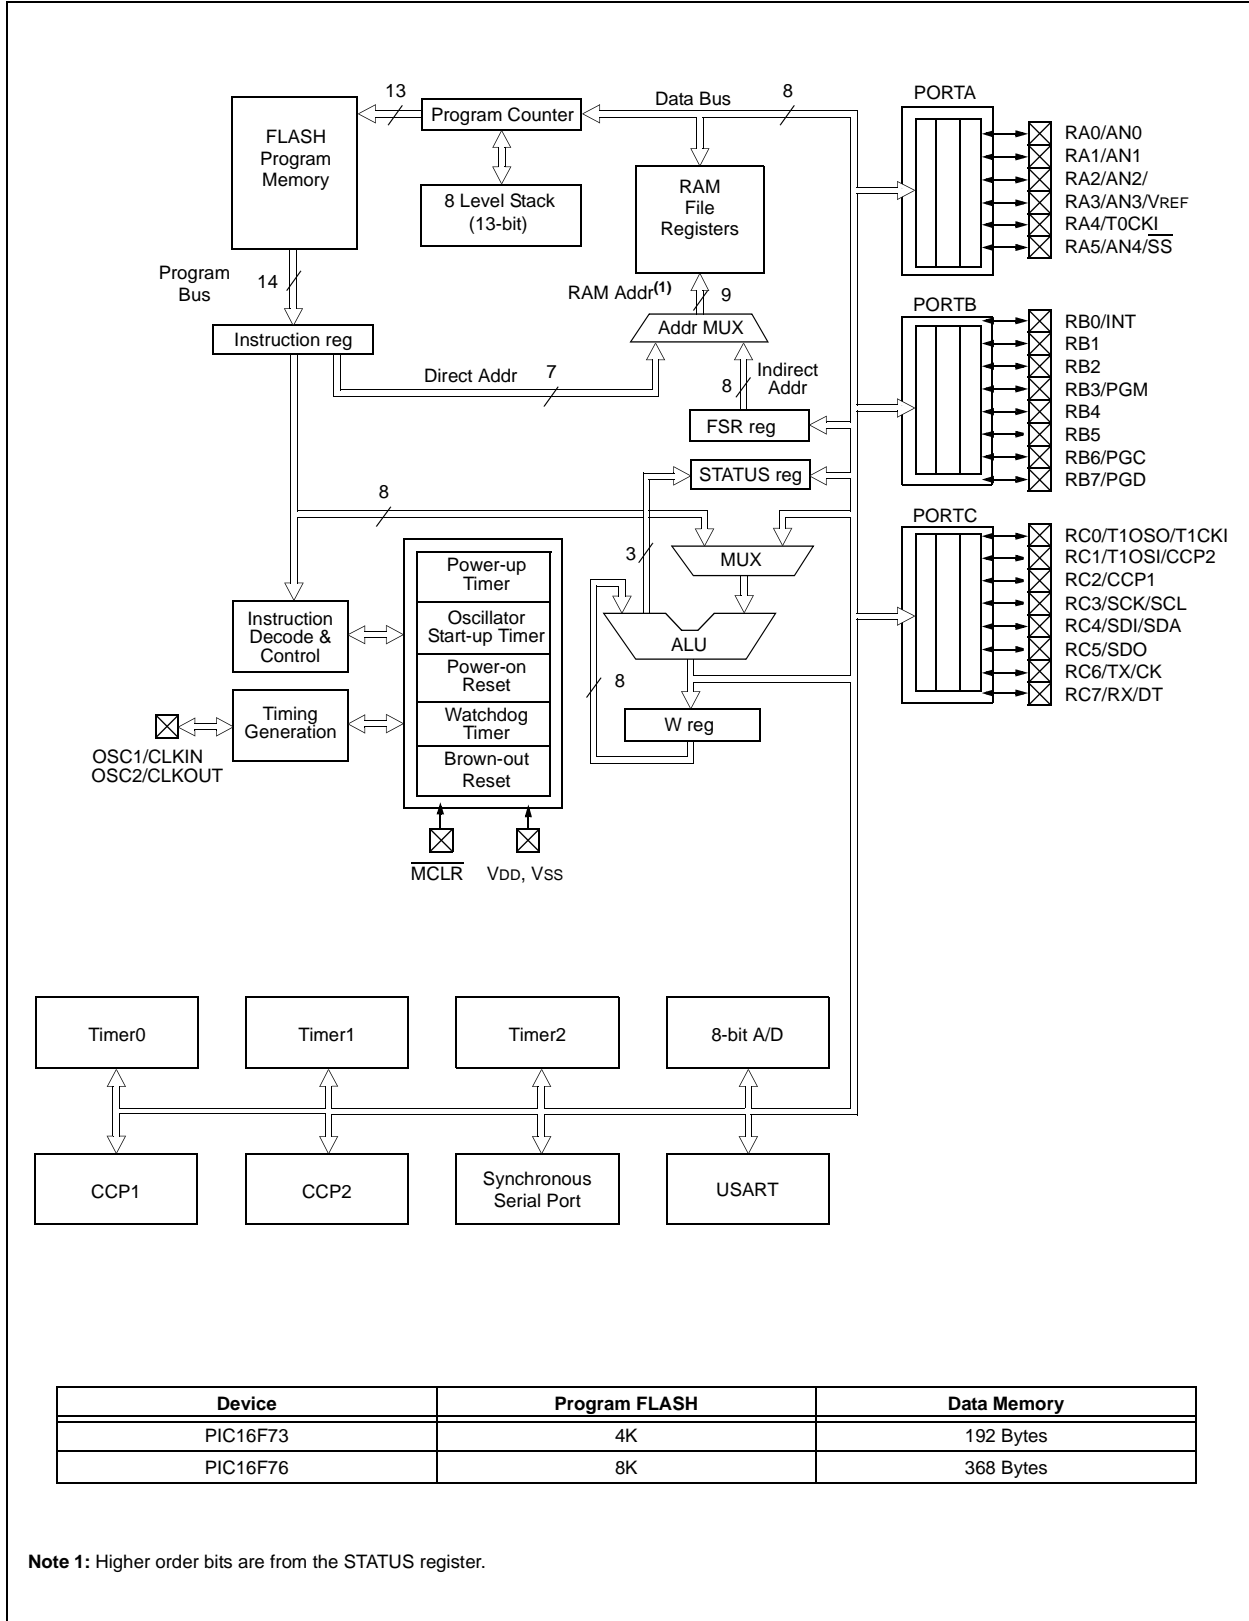 13
Data Bus
8
PORTA
FLASH
Program
Memory
Program Counter
8 Level Stack
(13-bit)
RAM
File
Registers
RA0/AN0
RA1/AN1
RA2/AN2/
RA3/AN3/VREF
RA4/T0CKI
RA5/AN4/SS
Program
Bus
14
RAM Addr(1)
9
PORTB
Instruction reg
Addr MUX
Direct Addr
7
8
Indirect
Addr
FSR reg
RB0/INT
RB1
RB2
RB3/PGM
RB4
RB5
RB6/PGC
RB7/PGD
STATUS reg
8
PORTC
3
MUX
Power-up
Timer
Oscillator
Start-up Timer
Power-on
Reset
Watchdog
Timer
Brown-out
Reset
Instruction
Decode &
Control
ALU
8
W reg
RC0/T1OSO/T1CKI
RC1/T1OSI/CCP2
RC2/CCP1
RC3/SCK/SCL
RC4/SDI/SDA
RC5/SDO
RC6/TX/CK
RC7/RX/DT
Timing
Generation
OSC1/CLKIN
OSC2/CLKOUT
MCLR
VDD, VSS
Timer0
Timer1
Timer2
8-bit A/D
CCP1
CCP2
Synchronous
Serial Port
USART
Device Program FLASH Data Memory
PIC16F73 4K 192 Bytes
PIC16F76 8K 368 Bytes
Note 1: Higher order bits are from the STATUS register.